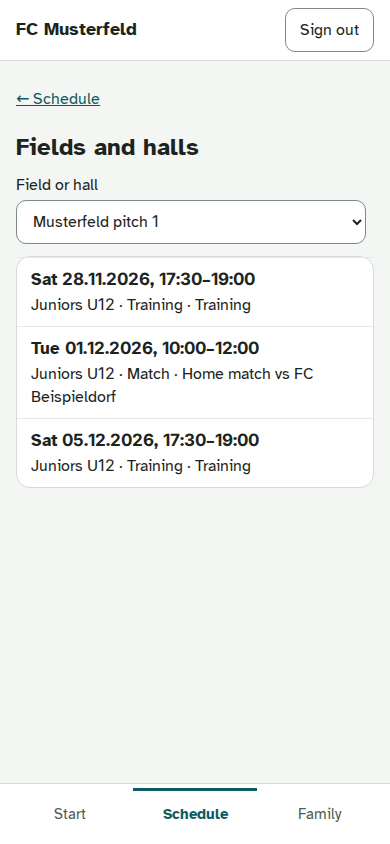 FC Musterfeld
Sign out
← Schedule
Fields and halls
Field or hall
Musterfeld pitch 1
Sat 28.11.2026, 17:30–19:00
Juniors U12 · Training · Training
Tue 01.12.2026, 10:00–12:00
Juniors U12 · Match · Home match vs FC
Beispieldorf
Sat 05.12.2026, 17:30–19:00
Juniors U12 · Training · Training
Start
Schedule
Family